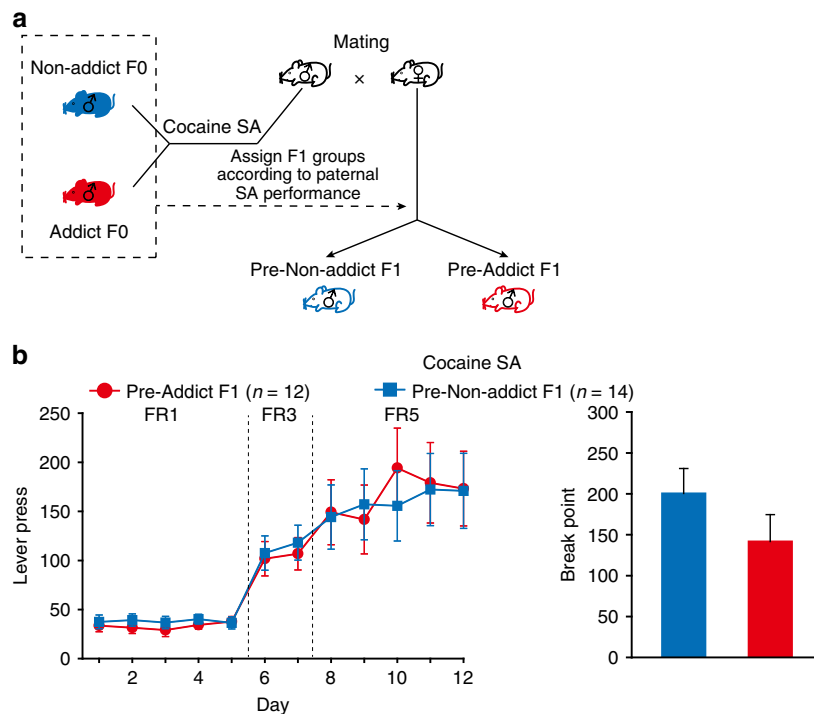 a
Mating
Non-addict F0
♂
♂
×
♀
Cocaine SA
Assign F1 groups
according to paternal
SA performance
♂
Addict F0
Pre-Non-addict F1
Pre-Addict F1
♂
♂
b
Cocaine SA
Pre-Addict F1 (n = 12)
Pre-Non-addict F1 (n = 14)
FR1
FR3
FR5
250
200
150
100
50
0
Lever press
2
4
6
8
10
12
Day
300
250
200
150
100
50
0
Break point